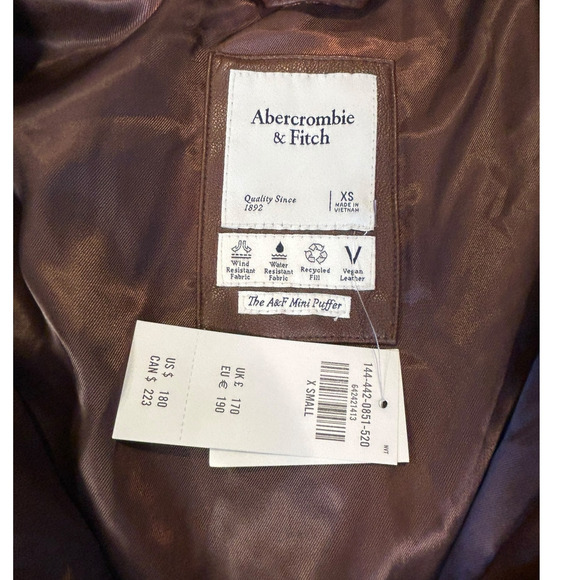 Abercrombie
& Fitch
Quality Since
1892
XS
MADE IN
VIETNAM
Wind
Resistant
Fabric
Water
Resistant
Fabric
Recycled
Fill
Vegan
Leather
The A&F Mini Puffer
144-442-0851-520
642421413
X SMALL
UK £ 170
EU € 190
US $ 180
CAN $ 223